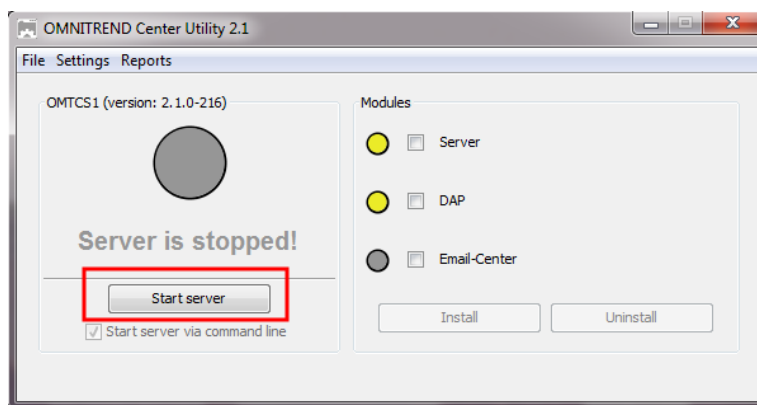 OMNITREND Center Utility 2.1
File Settings Reports
OMTCS1 (version: 2.1.0-216)
Server is stopped!
Start server
Start server via command line
Modules
Server
DAP
Email-Center
Install
Uninstall